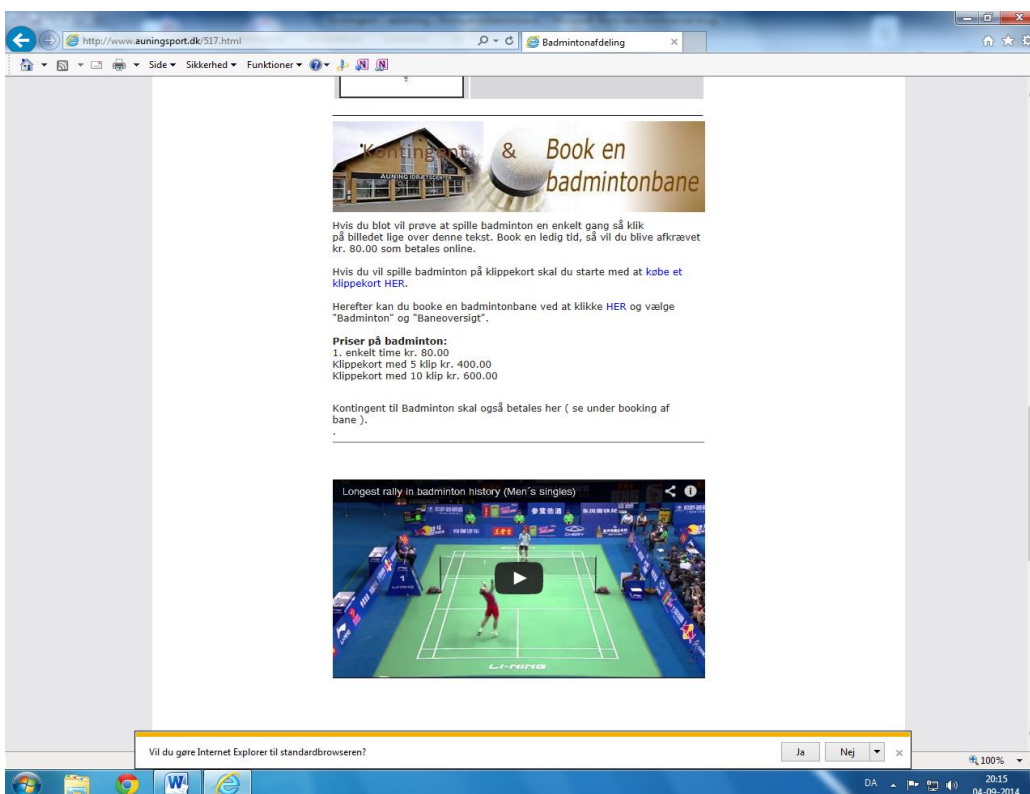 http://www.auningsport.dk/517.html
Badmintonafdeling
Side Sikkerhed Funktioner
Kontingent & Book en
badmintonbane
AUNING IDRÆTSCENTER
Hvis du blot vil prøve at spille badminton en enkelt gang så klik
på billedet lige over denne tekst. Book en ledig tid, så vil du blive afkrævet
kr. 80.00 som betales online.
Hvis du vil spille badminton på klippekort skal du starte med at købe et
klippekort HER.
Herefter kan du booke en badmintonbane ved at klikke HER og vælge
"Badminton" og "Baneoversigt".
Priser på badminton:
1. enkelt time kr. 80.00
Klippekort med 5 klip kr. 400.00
Klippekort med 10 klip kr. 600.00
Kontingent til Badminton skal også betales her ( se under booking af
bane ).
.
Longest rally in badminton history (Men´s singles)
CHERY
1
LI-NING
LI-NING
Vil du gøre Internet Explorer til standardbrowseren?
Ja Nej
100%
DA
20:15
04-09-2014